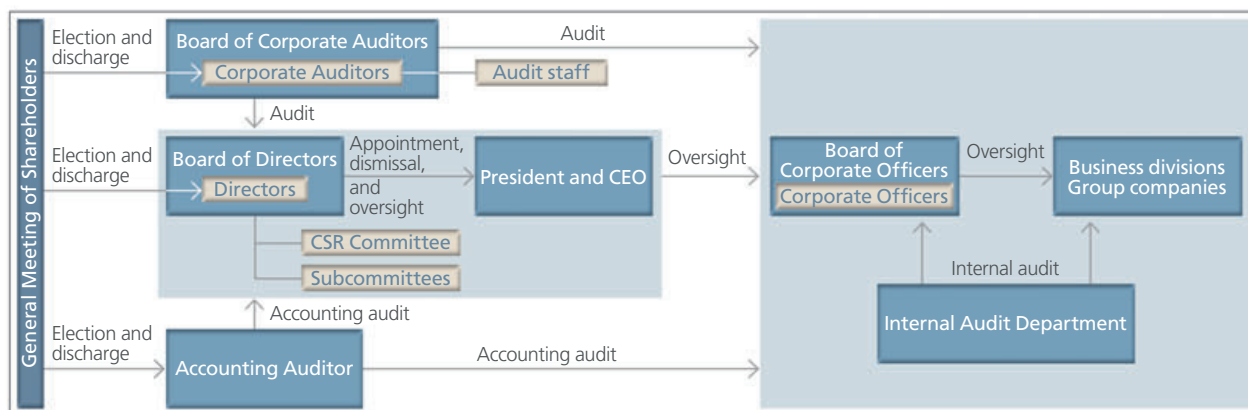 General Meeting of Shareholders
Election and
discharge
Board of Corporate Auditors
Corporate Auditors
Audit staff
Audit
Audit
Election and
discharge
Board of Directors
Directors
Appointment,
dismissal,
and
oversight
President and CEO
CSR Committee
Subcommittees
Oversight
Board of
Corporate Officers
Corporate Officers
Oversight
Business divisions
Group companies
Internal audit
Internal Audit Department
Election and
discharge
Accounting audit
Accounting Auditor
Accounting audit